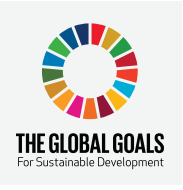 THE GLOBAL GOALS
For Sustainable Development